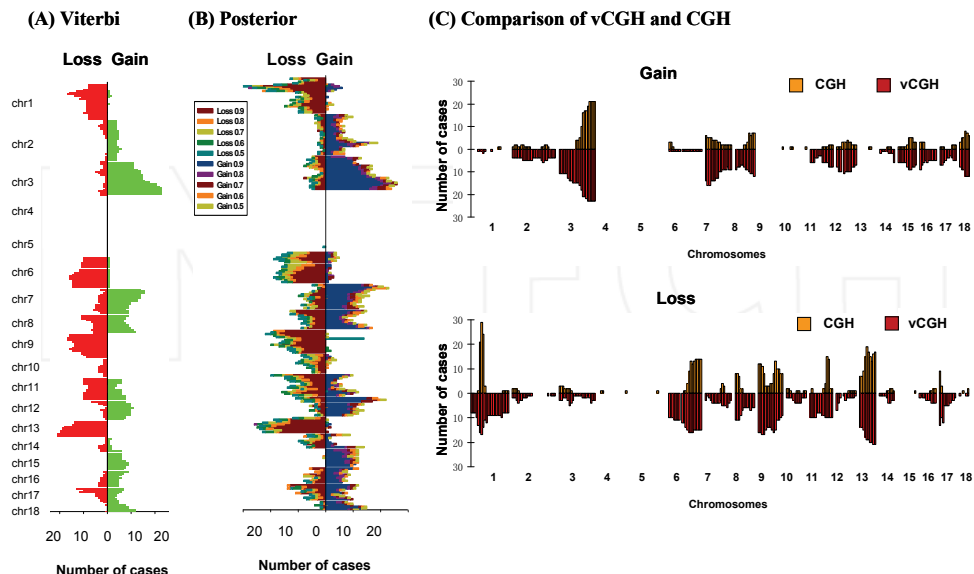 (A) Viterbi
Loss Gain
chr1
chr2
chr3
chr4
chr5
chr6
chr7
chr8
chr9
chr10
chr11
chr12
chr13
chr14
chr15
chr16
chr17
chr18
20 10 0 10 20
Number of cases
(B) Posterior
Loss Gain
Loss 0.9
Loss 0.8
Loss 0.7
Loss 0.6
Loss 0.5
Gain 0.9
Gain 0.8
Gain 0.7
Gain 0.6
Gain 0.5
20 10 0 10 20
Number of cases
(C) Comparison of vCGH and CGH
Gain
CGH vCGH
Number of cases
30
20
10
0
10
20
30
1 2 3 4 5 6 7 8 9 10 11 12 13 14 15 16 17 18
Chromosomes
Loss
CGH vCGH
Number of cases
30
20
10
0
10
20
30
1 2 3 4 5 6 7 8 9 10 11 12 13 14 15 16 17 18
Chromosomes